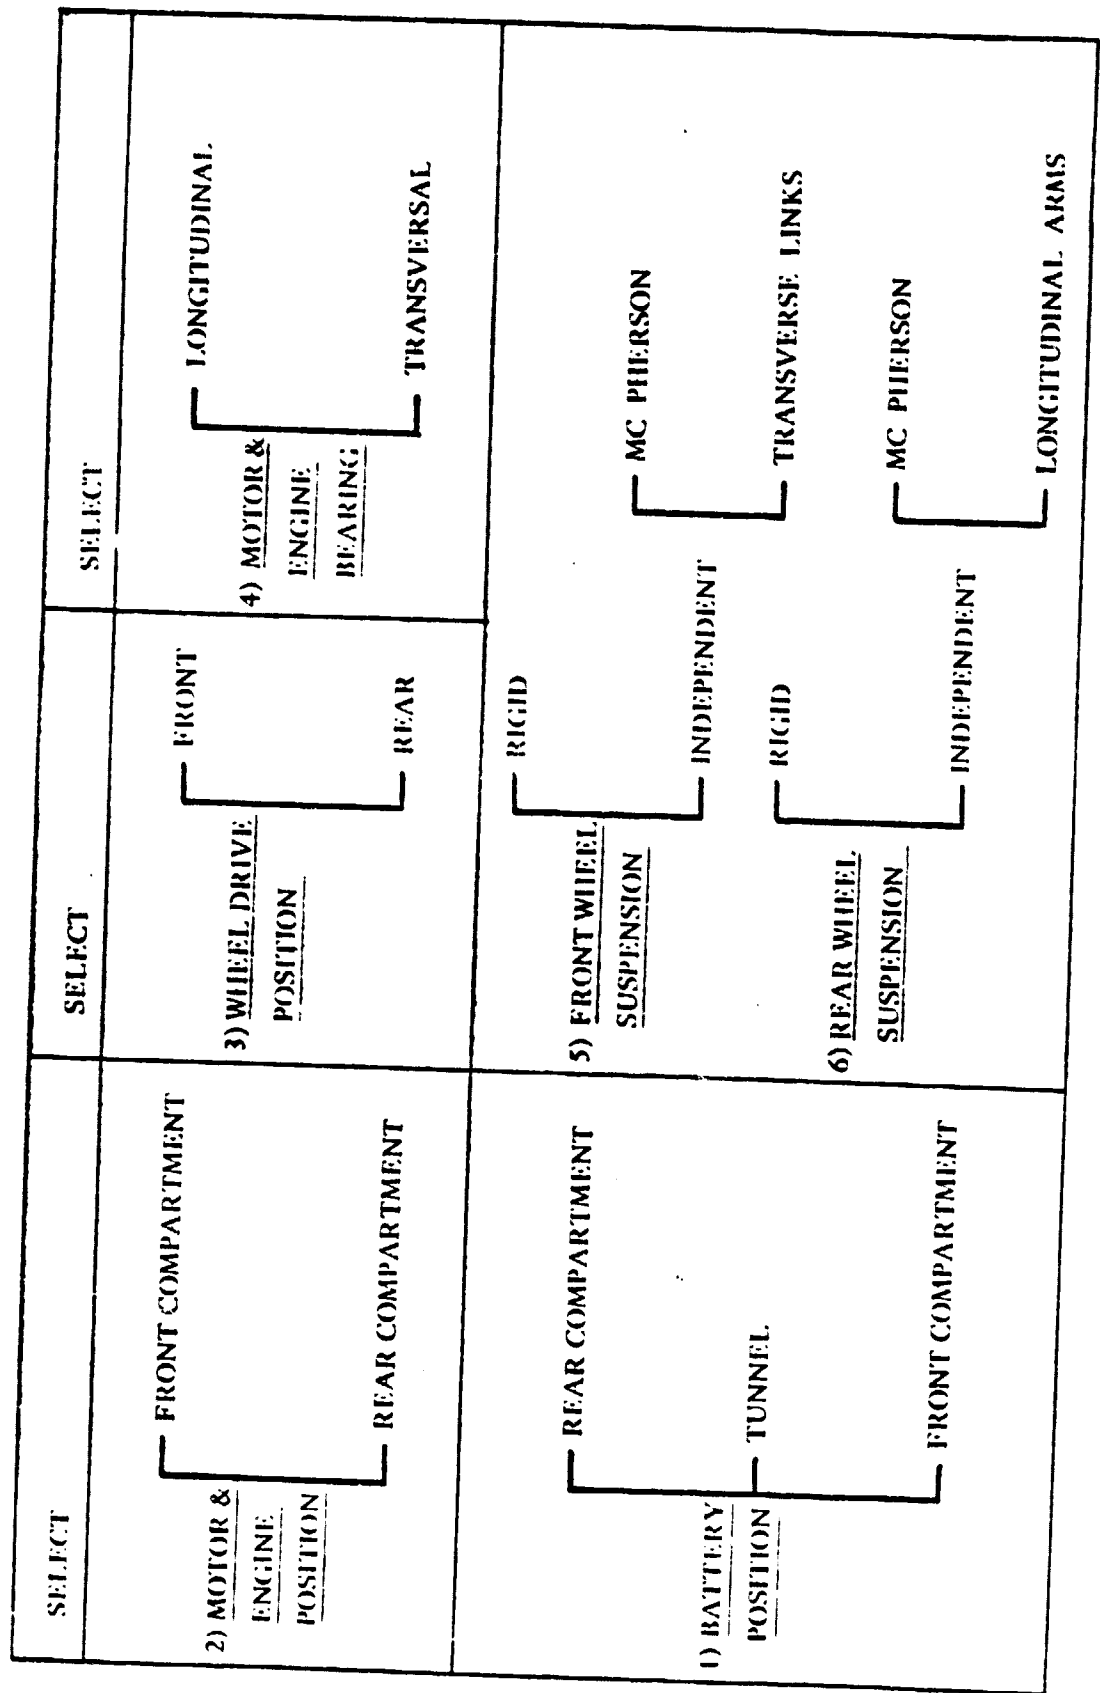 SELECT
SELECT
SELECT
2) MOTOR &
ENGINE
POSITION
FRONT COMPARTMENT
REAR COMPARTMENT
3) WHEEL DRIVE
POSITION
FRONT
REAR
4) MOTOR &
ENGINE
BEARING
LONGITUDINAL
TRANSVERSAL
1) BATTERY
POSITION
REAR COMPARTMENT
TUNNEL
FRONT COMPARTMENT
5) FRONT WHEEL
SUSPENSION
RIGID
INDEPENDENT
MC PHERSON
TRANSVERSE LINKS
6) REAR WHEEL
SUSPENSION
RIGID
INDEPENDENT
MC PHERSON
LONGITUDINAL ARMS